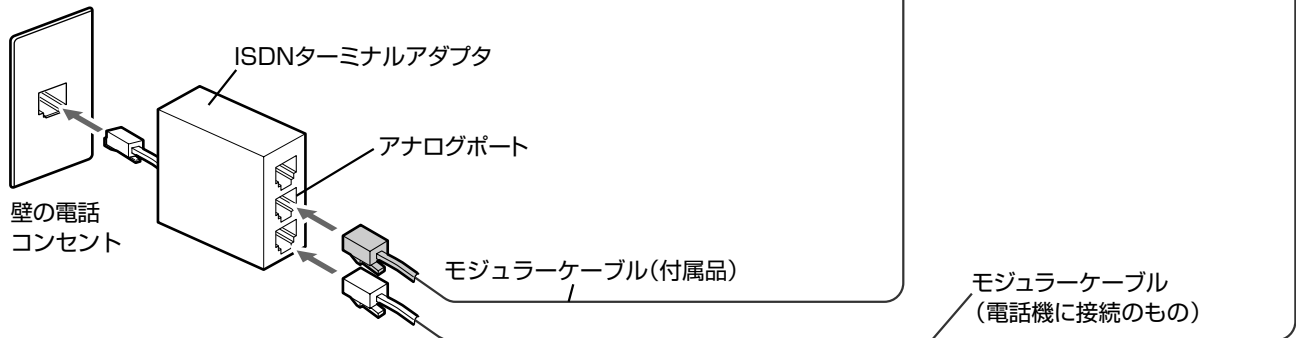 ISDNターミナルアダプタ
アナログポート
壁の電話
コンセント
モジュラーケーブル(付属品)
モジュラーケーブル
(電話機に接続のもの)